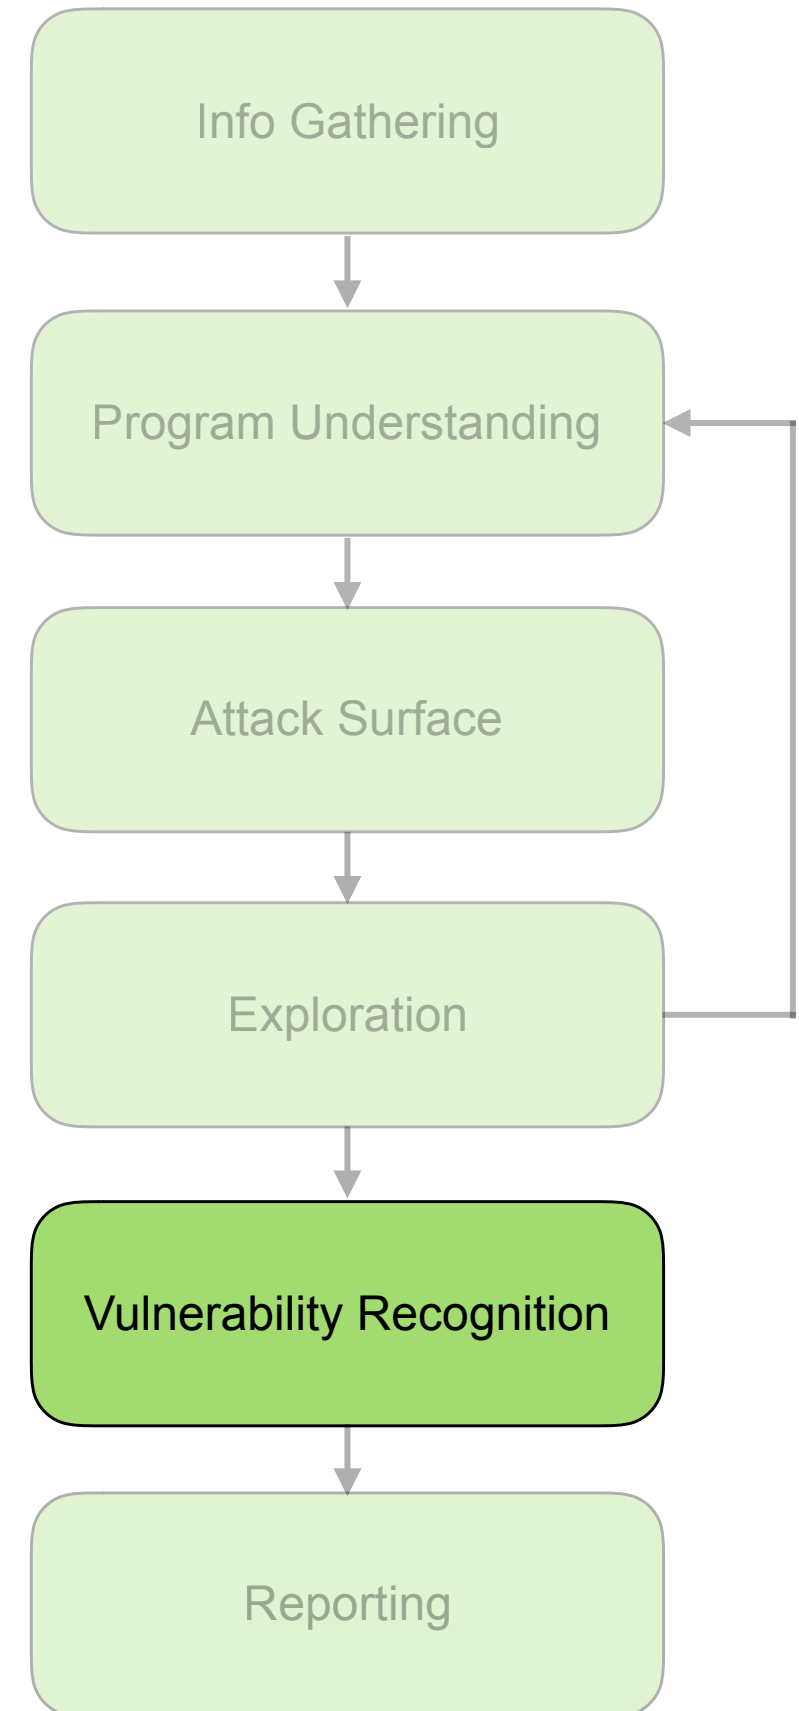 Info Gathering
Program Understanding
Attack Surface
Exploration
Vulnerability Recognition
Reporting